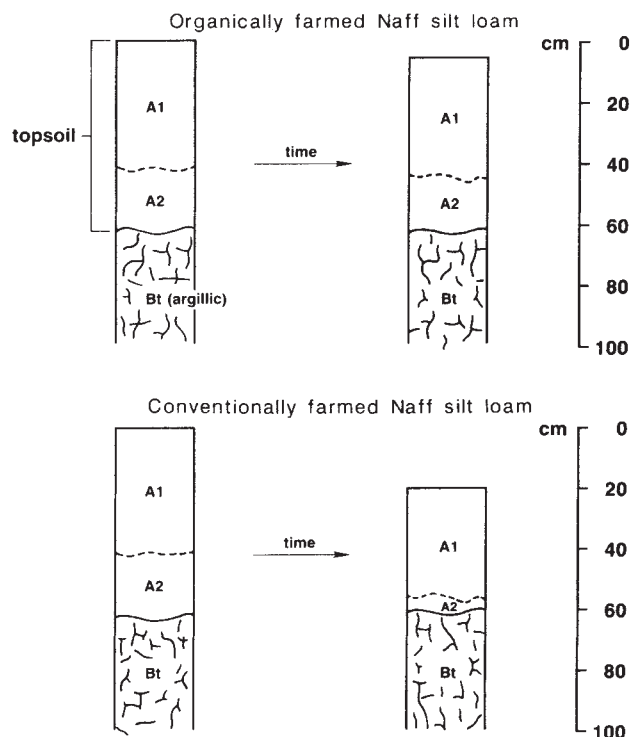 Organically farmed Naff silt loam
cm 0
A1
A1
20
topsoil
time
40
A2
A2
60
Bt (argillic)
Bt
80
100
Conventionally farmed Naff silt loam
cm 0
A1
20
A1
time
40
A2
A2
60
Bt
Bt
80
100